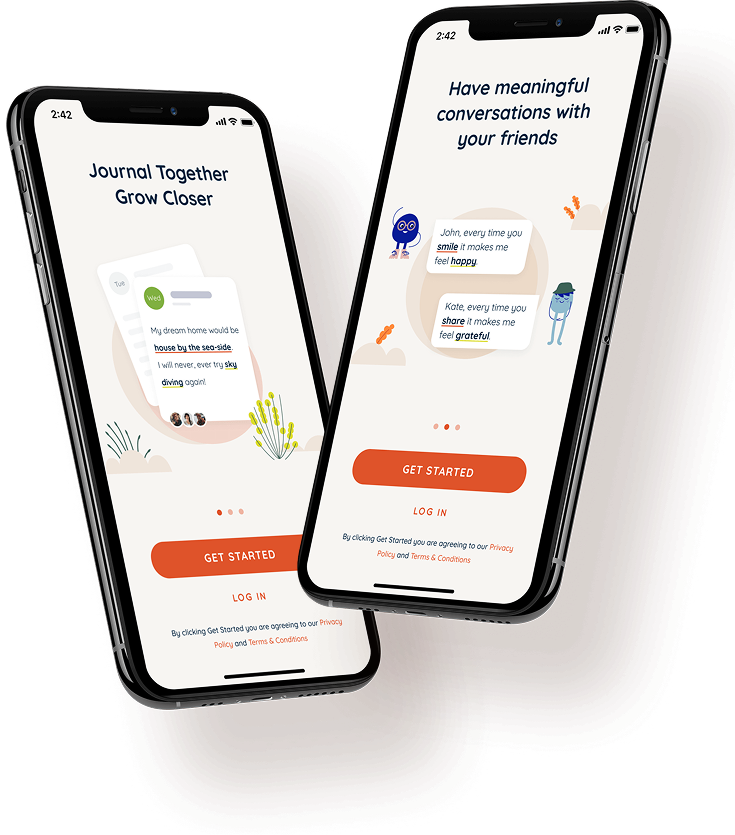 2:42
Journal Together
Grow Closer
Tue
Wed
My dream home would be
house by the sea-side.
I will never, ever try sky
diving again!
GET STARTED
LOG IN
By clicking Get Started you are agreeing to our Privacy
Policy and Terms & Conditions
2:42
Have meaningful
conversations with
your friends
John, every time you
smile it makes me
feel happy.
Kate, every time you
share it makes me
feel grateful.
GET STARTED
LOG IN
By clicking Get Started you are agreeing to our Privacy
Policy and Terms & Conditions